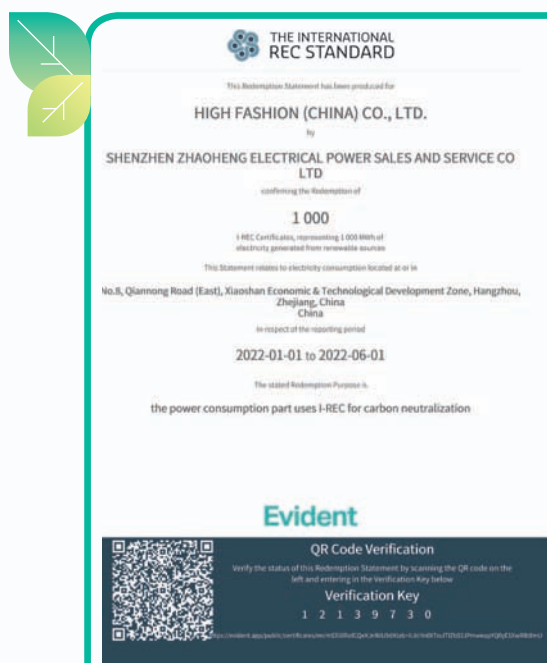 THE INTERNATIONAL
REC STANDARD
This Redemption Statement has been produced for
HIGH FASHION (CHINA) CO., LTD.
by
SHENZHEN ZHAOHENG ELECTRICAL POWER SALES AND SERVICE CO
LTD
confirming the Redemption of
1 000
I-REC Certificates, representing 1 000 MWh of
electricity generated from renewable sources
This Statement relates to electricity consumption located at or in
No.8, Qiannong Road (East), Xiaoshan Economic & Technological Development Zone, Hangzhou,
Zhejiang, China
China
in respect of the reporting period
2022-01-01 to 2022-06-01
The stated Redemption Purpose is
the power consumption part uses I-REC for carbon neutralization
Evident
QR Code Verification
Verify the status of this Redemption Statement by scanning the QR code on the
left and entering in the Verification Key below
Verification Key
1 2 1 3 9 7 3 0